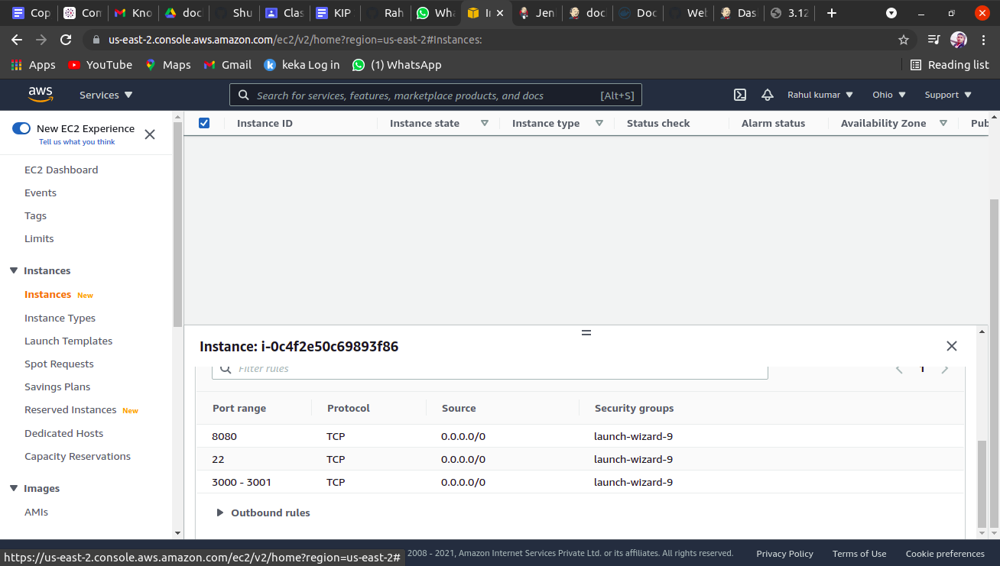 Cop Con Kno doc Shu Clas KIP Rah Wha I Jen doc Doc Web Das 3.12
us-east-2.console.aws.amazon.com/ec2/v2/home?region=us-east-2#Instances:
Apps YouTube Maps Gmail keka Log in (1) WhatsApp Reading list
aws Services Search for services, features, marketplace products, and docs [Alt+S] Rahul kumar Ohio Support
New EC2 Experience
Tell us what you think
EC2 Dashboard
Events
Tags
Limits
Instances
Instances New
Instance Types
Launch Templates
Spot Requests
Savings Plans
Reserved Instances New
Dedicated Hosts
Capacity Reservations
Images
AMIs
Instance ID Instance state Instance type Status check Alarm status Availability Zone Pub
Instance: i-0c4f2e50c69893f86
Filter rules 1
Port range Protocol Source Security groups
8080 TCP 0.0.0.0/0 launch-wizard-9
22 TCP 0.0.0.0/0 launch-wizard-9
3000 - 3001 TCP 0.0.0.0/0 launch-wizard-9
Outbound rules
https://us-east-2.console.aws.amazon.com/ec2/v2/home?region=us-east-2# 2008 - 2021, Amazon Internet Services Private Ltd. or its affiliates. All rights reserved. Privacy Policy Terms of Use Cookie preferences